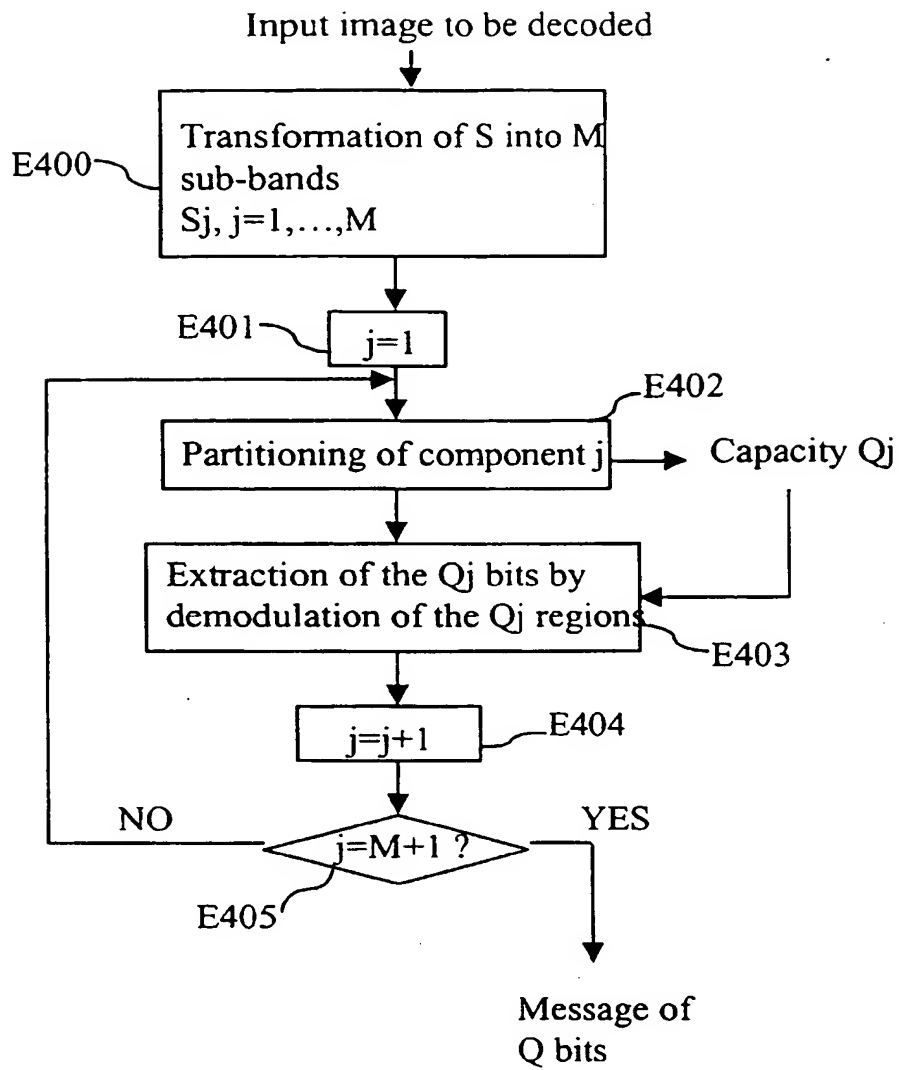 Input image to be decoded
Transformation of S into M
sub-bands
Sj, j=1,...,M
E400
E401
j=1
E402
Partitioning of component j
Capacity Qj
Extraction of the Qj bits by
demodulation of the Qj regions
E403
j=j+1
E404
NO
YES
j=M+1 ?
E405
Message of
Q bits